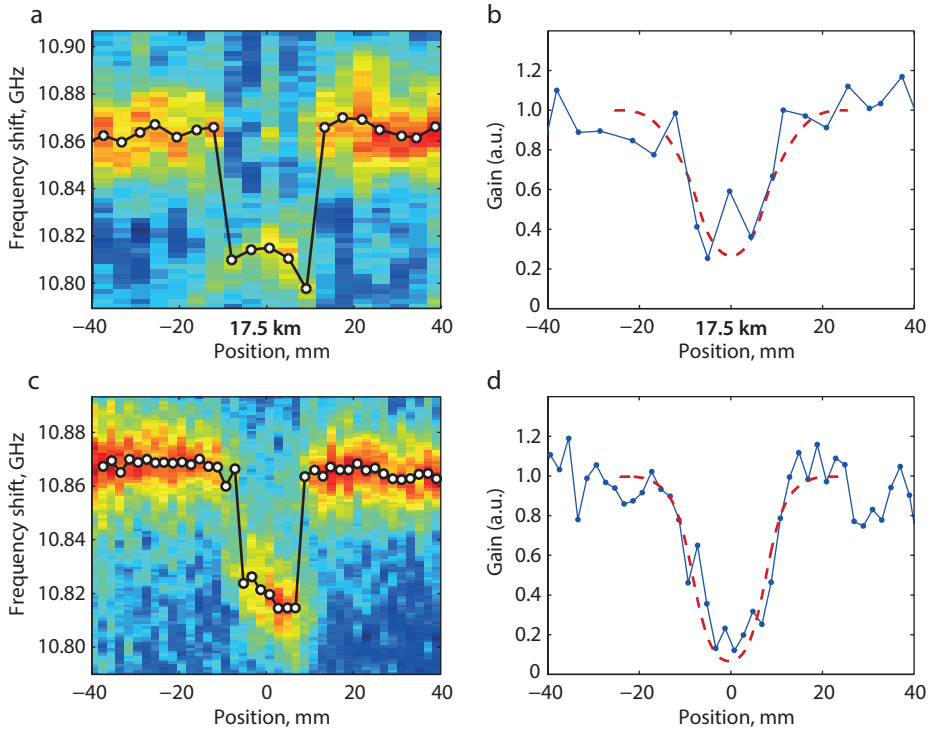 a
Frequency shift, GHz
10.90
10.88
10.86
10.84
10.82
10.80
−40 −20 17.5 km 20 40
Position, mm
b
Gain (a.u.)
1.2
1.0
0.8
0.6
0.4
0.2
0
−40 −20 17.5 km 20 40
Position, mm
c
Frequency shift, GHz
10.88
10.86
10.84
10.82
10.80
−40 −20 0 20 40
Position, mm
d
Gain (a.u.)
1.2
1.0
0.8
0.6
0.4
0.2
0
−40 −20 0 20 40
Position, mm